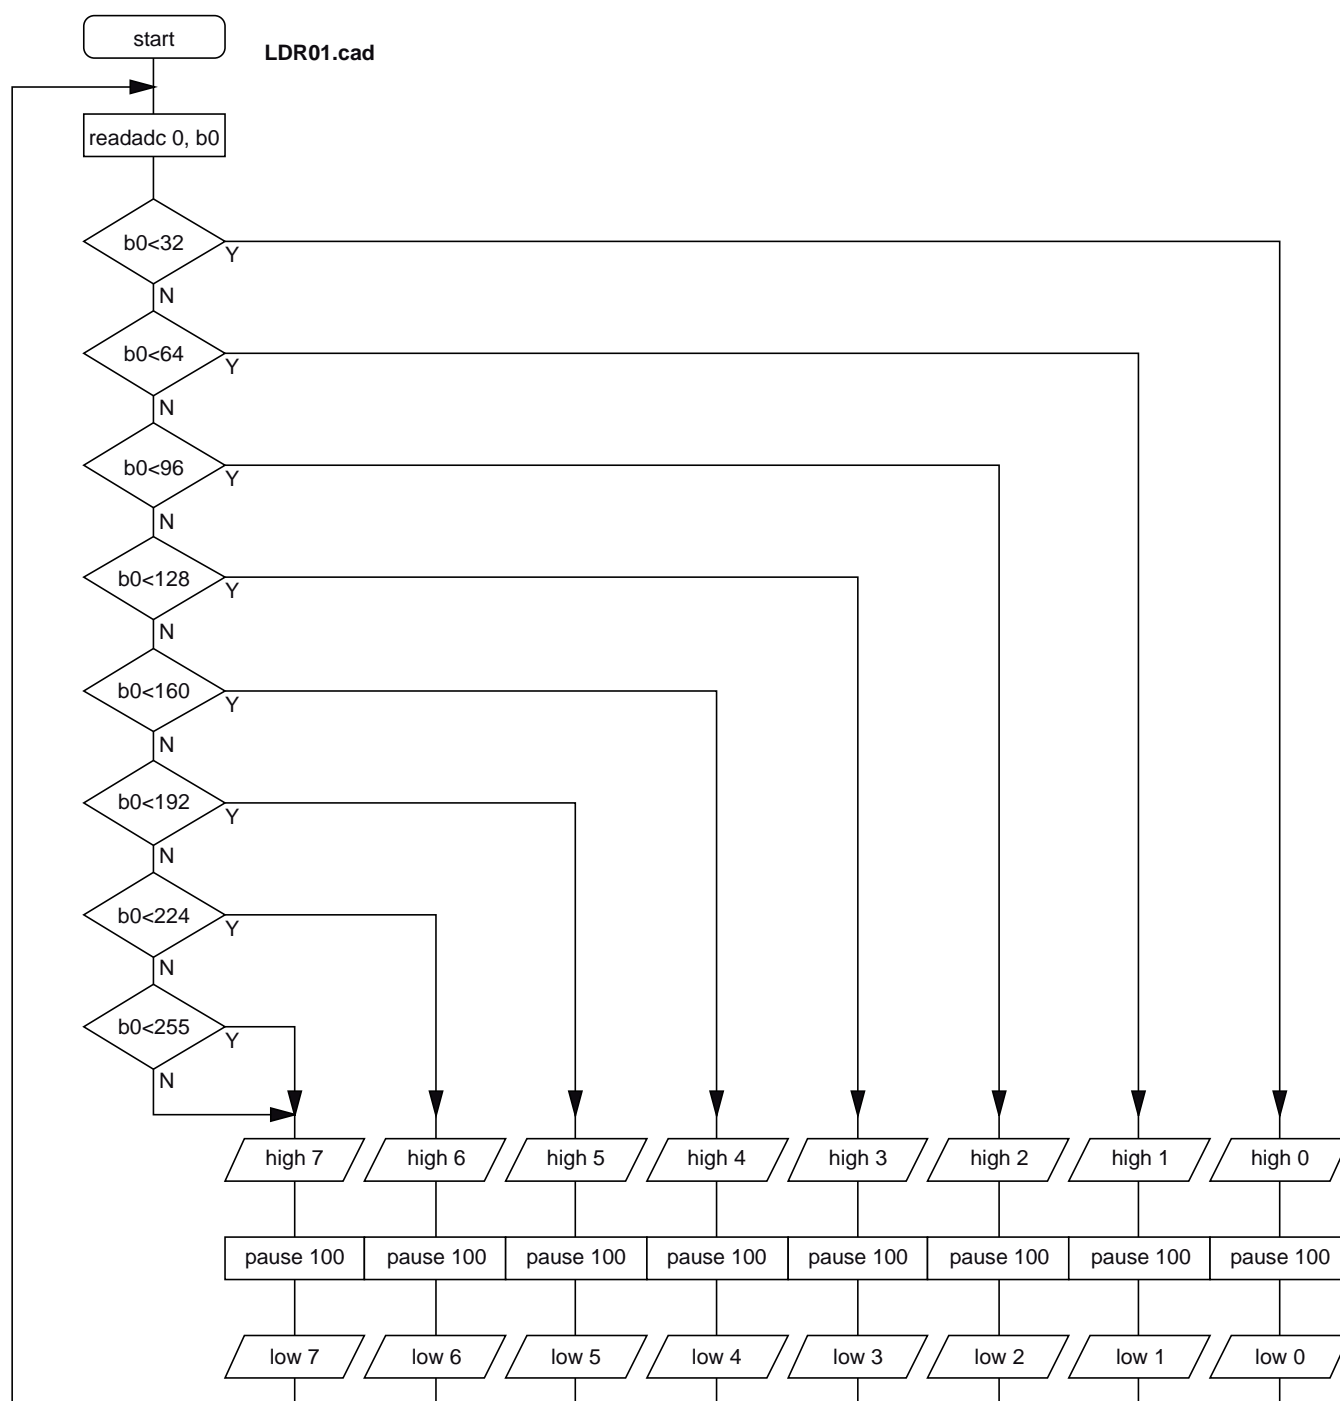 start
LDR01.cad
readadc 0, b0
b0<32
Y
N
b0<64
Y
N
b0<96
Y
N
b0<128
Y
N
b0<160
Y
N
b0<192
Y
N
b0<224
Y
N
b0<255
Y
N
high 7 high 6 high 5 high 4 high 3 high 2 high 1 high 0
pause 100 pause 100 pause 100 pause 100 pause 100 pause 100 pause 100 pause 100
low 7 low 6 low 5 low 4 low 3 low 2 low 1 low 0